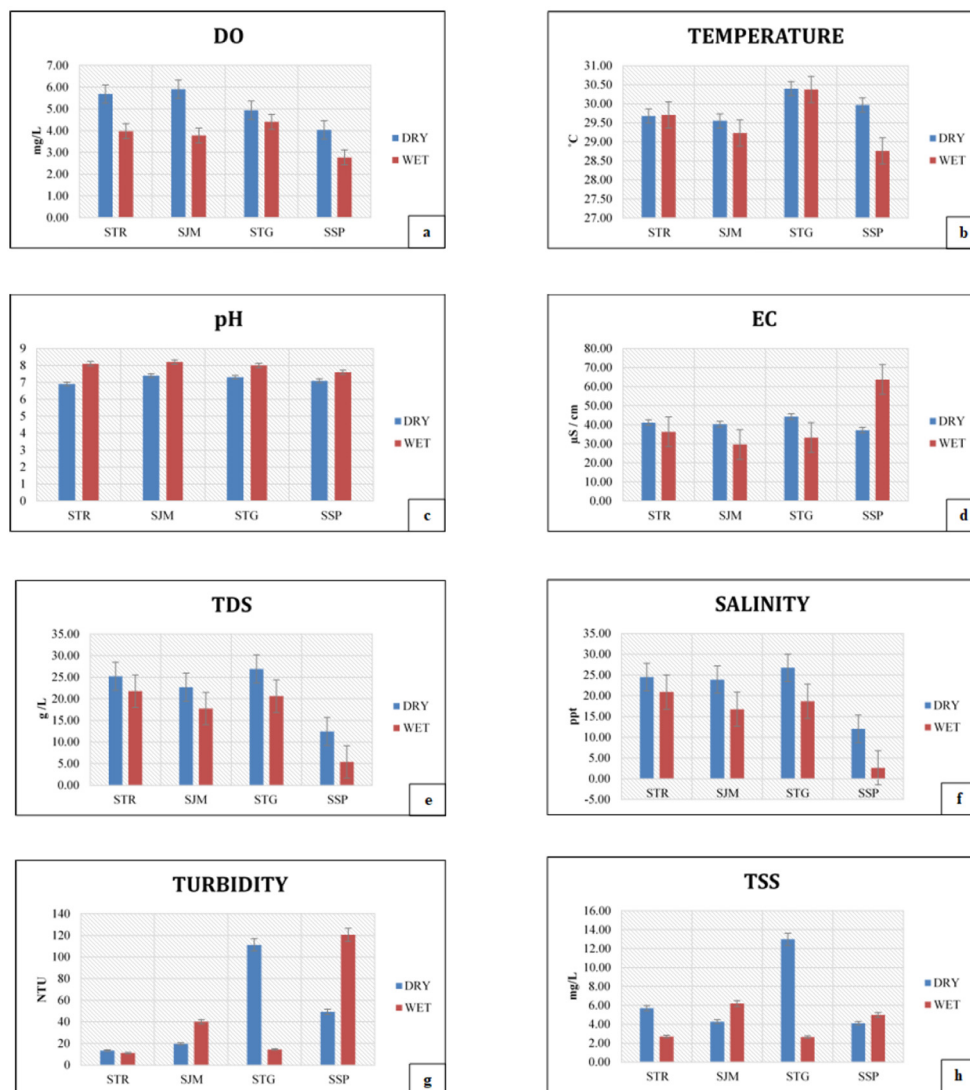 DO
7.00
6.00
5.00
4.00
3.00
2.00
1.00
0.00
mg/L
STR SJM STG SSP
DRY
WET
a
TEMPERATURE
31.00
30.50
30.00
29.50
29.00
28.50
28.00
27.50
27.00
˚C
STR SJM STG SSP
DRY
WET
b
pH
9
8
7
6
5
4
3
2
1
0
STR SJM STG SSP
DRY
WET
c
EC
80.00
70.00
60.00
50.00
40.00
30.00
20.00
10.00
0.00
µS / cm
STR SJM STG SSP
DRY
WET
d
TDS
35.00
30.00
25.00
20.00
15.00
10.00
5.00
0.00
g /L
STR SJM STG SSP
DRY
WET
e
SALINITY
35.00
30.00
25.00
20.00
15.00
10.00
5.00
0.00
-5.00
ppt
STR SJM STG SSP
DRY
WET
f
TURBIDITY
140
120
100
80
60
40
20
0
NTU
STR SJM STG SSP
DRY
WET
g
TSS
16.00
14.00
12.00
10.00
8.00
6.00
4.00
2.00
0.00
mg/L
STR SJM STG SSP
DRY
WET
h